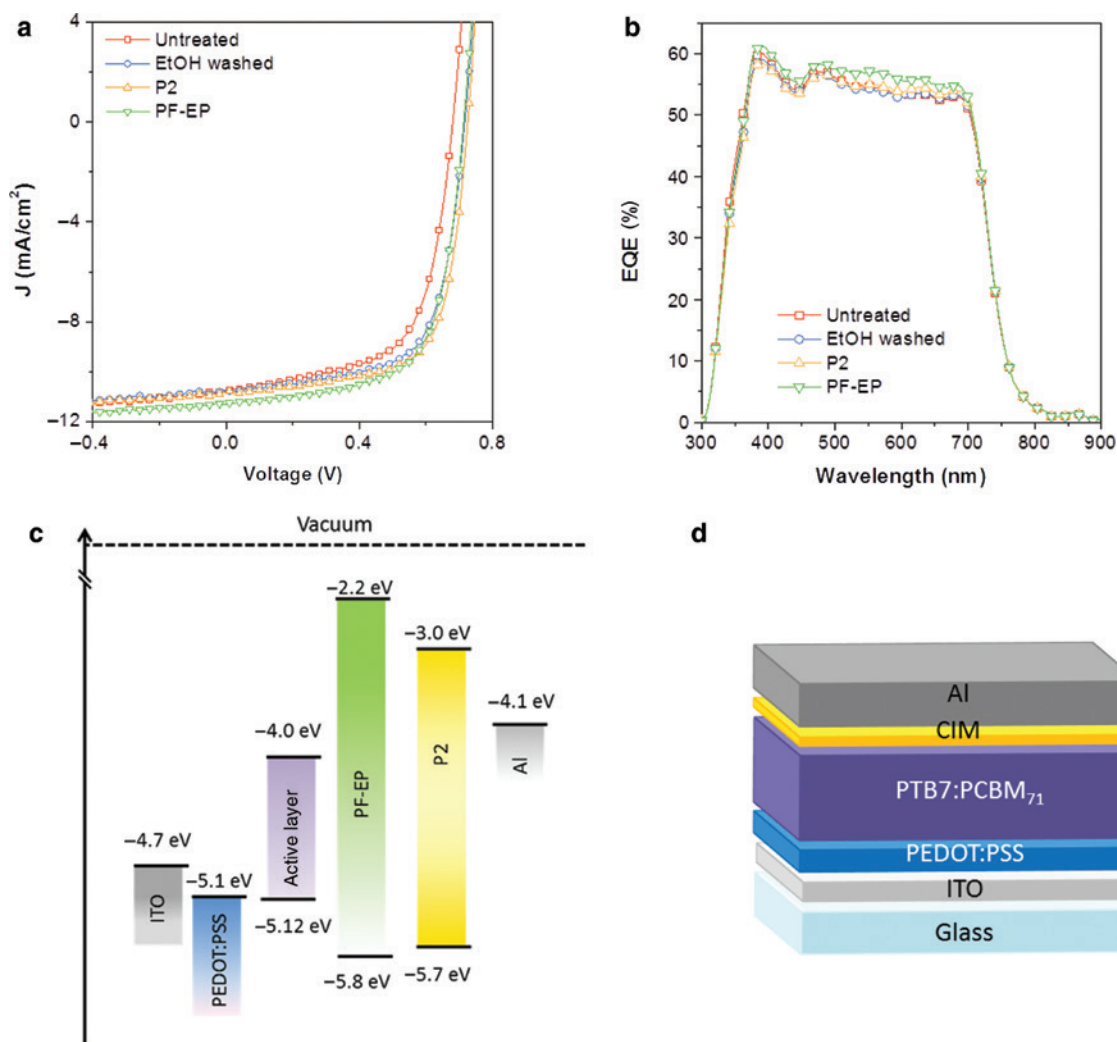 a
Untreated
EtOH washed
P2
PF-EP
4
0
−4
−8
−12
J (mA/cm²)
−0.4
0.0
0.4
0.8
Voltage (V)
b
60
50
40
30
20
10
0
EQE (%)
Untreated
EtOH washed
P2
PF-EP
300
400
500
600
700
800
900
Wavelength (nm)
c
Vacuum
−2.2 eV
−3.0 eV
−4.1 eV
−4.0 eV
−4.7 eV
−5.1 eV
−5.12 eV
−5.8 eV
−5.7 eV
ITO
PEDOT:PSS
Active layer
PF-EP
P2
Al
d
Al
CIM
PTB7:PCBM₇₁
PEDOT:PSS
ITO
Glass